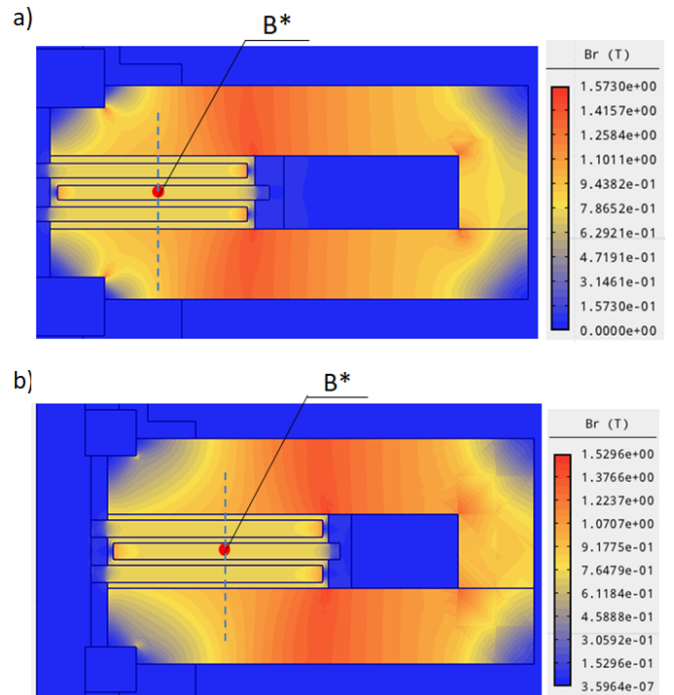 a)
B*
Br (T)
1.5730e+00
1.4157e+00
1.2584e+00
1.1011e+00
9.4382e-01
7.8652e-01
6.2921e-01
4.7191e-01
3.1461e-01
1.5730e-01
0.0000e+00
b)
B*
Br (T)
1.5296e+00
1.3766e+00
1.2237e+00
1.0707e+00
9.1775e-01
7.6479e-01
6.1184e-01
4.5888e-01
3.0592e-01
1.5296e-01
3.5964e-07